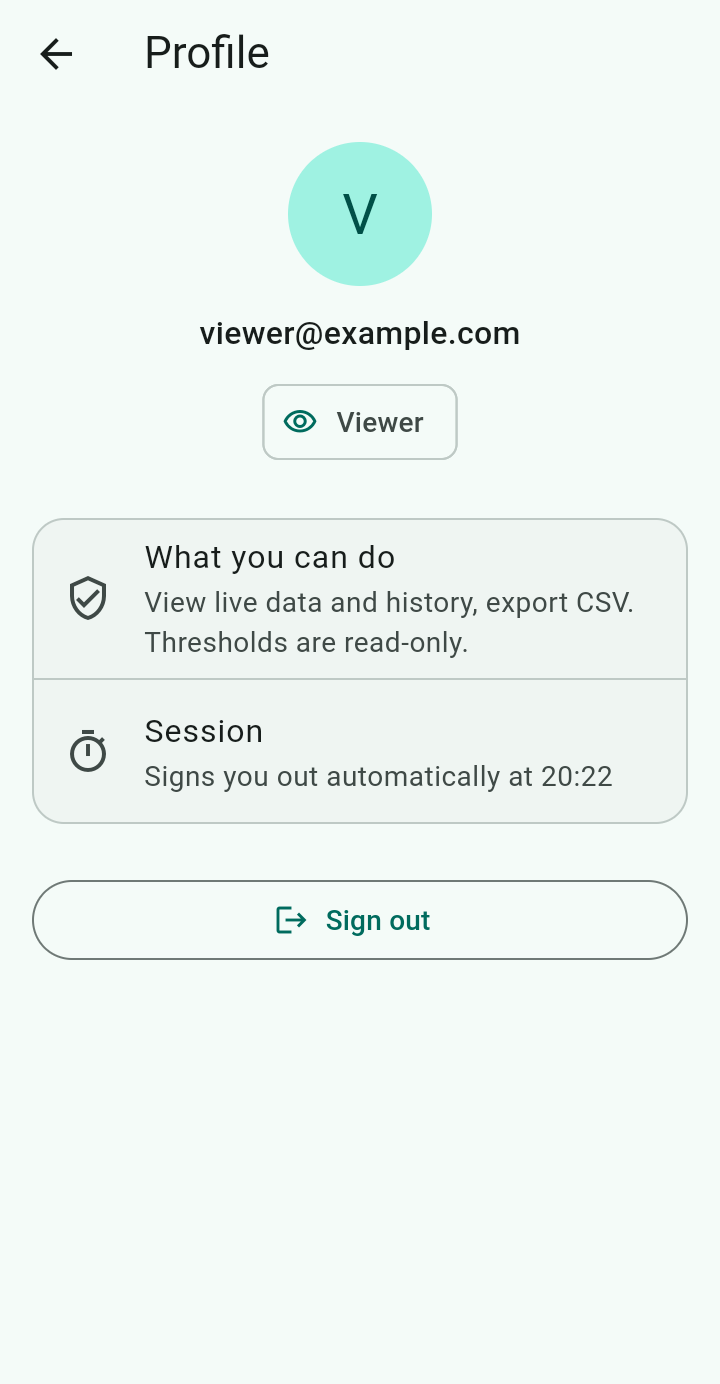 Profile
V
viewer@example.com
Viewer
What you can do
View live data and history, export CSV.
Thresholds are read-only.
Session
Signs you out automatically at 20:22
Sign out